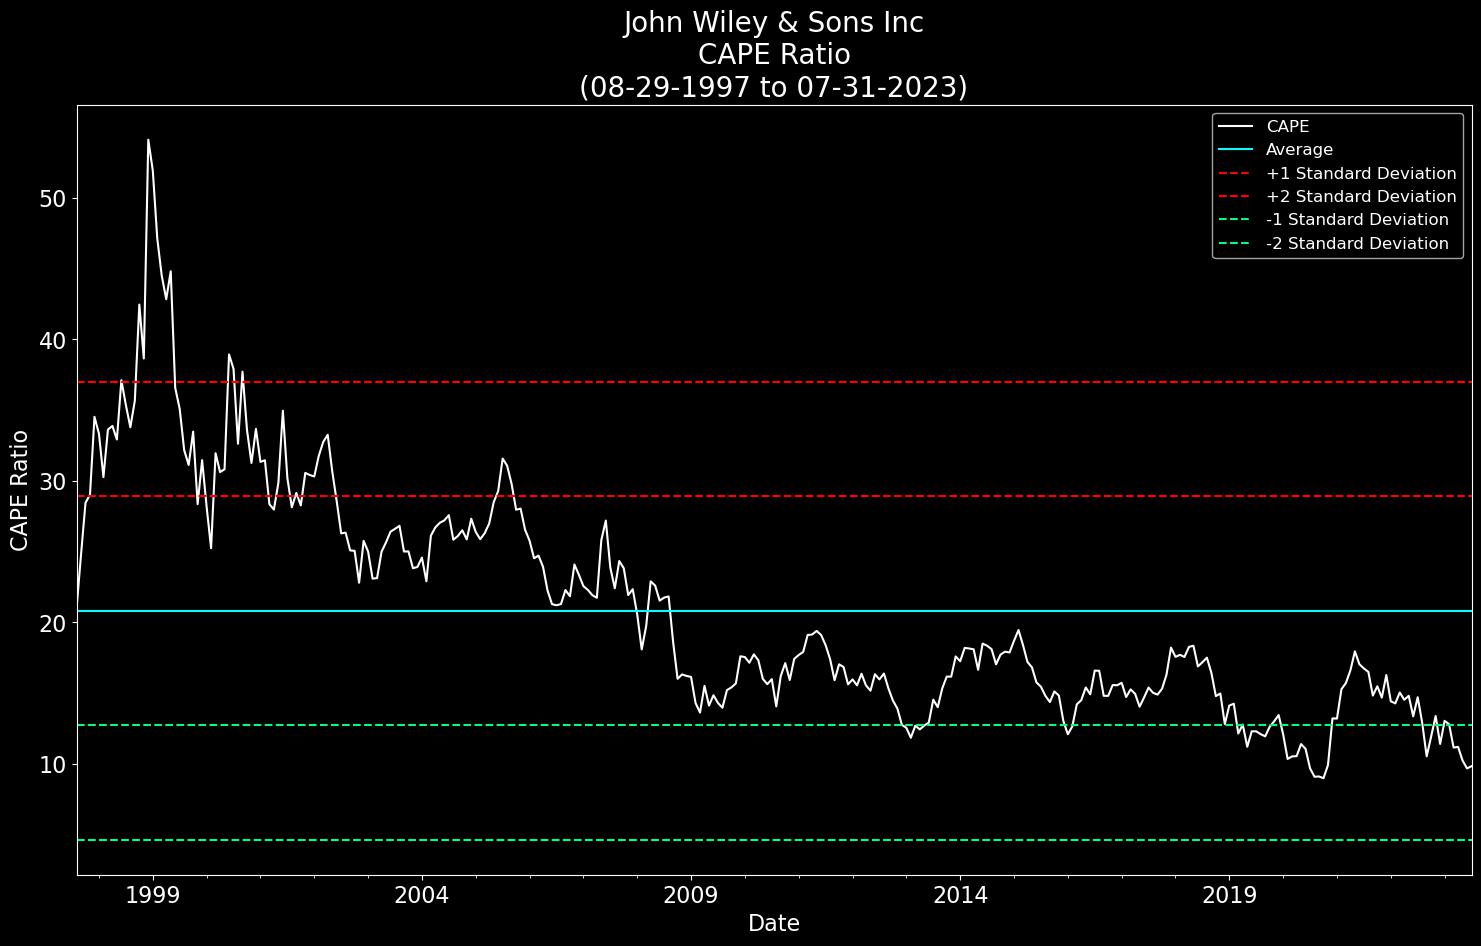 John Wiley & Sons Inc
CAPE Ratio
(08-29-1997 to 07-31-2023)
CAPE
Average
+1 Standard Deviation
+2 Standard Deviation
-1 Standard Deviation
-2 Standard Deviation
CAPE Ratio
50
40
30
20
10
1999
2004
2009
2014
2019
Date